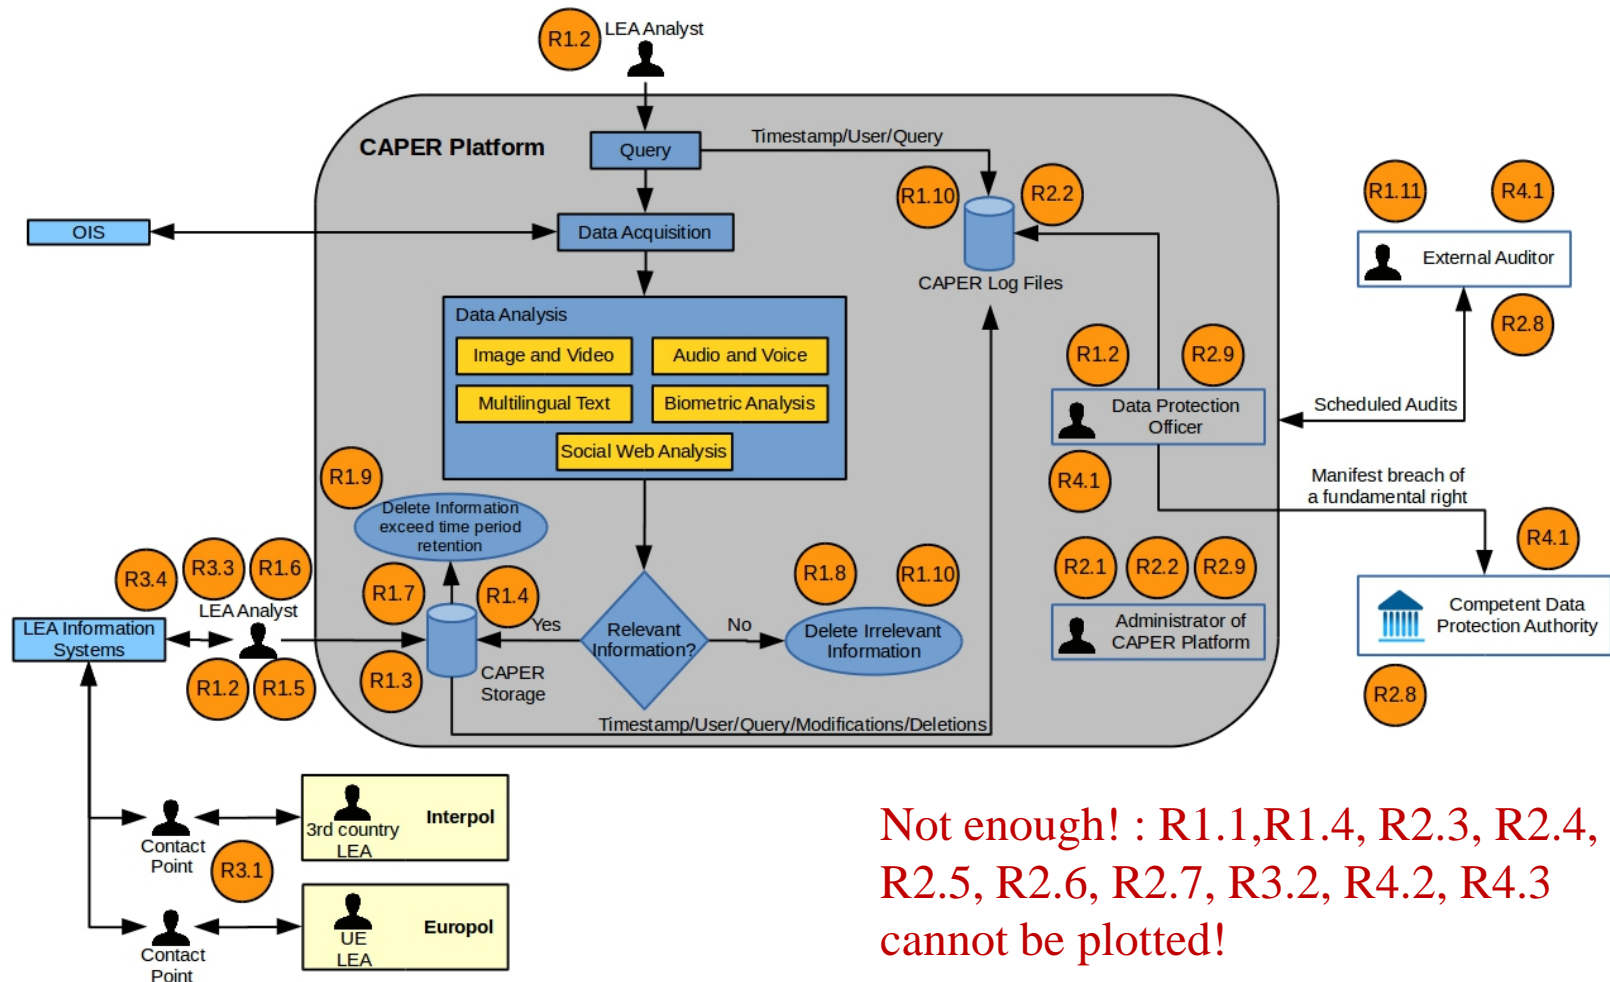 R1.2
LEA Analyst
CAPER Platform
Query
Timestamp/User/Query
R1.10
R2.2
R1.11
R4.1
OIS
Data Acquisition
CAPER Log Files
External Auditor
R2.8
Data Analysis
Image and Video
Audio and Voice
Multilingual Text
Biometric Analysis
Social Web Analysis
R1.2
R2.9
Data Protection
Officer
R4.1
Scheduled Audits
Manifest breach of
a fundamental right
R1.9
Delete Information
exceed time period
retention
R4.1
R3.4
R3.3
R1.6
LEA Analyst
R1.7
R1.4
R1.8
R1.10
R2.1
R2.2
R2.9
LEA Information
Systems
R1.2
R1.5
R1.3
CAPER
Storage
Yes
Relevant
Information?
No
Delete Irrelevant
Information
Administrator of
CAPER Platform
Competent Data
Protection Authority
R2.8
Timestamp/User/Query/Modifications/Deletions
Contact
Point
3rd country
LEA
Interpol
R3.1
Contact
Point
UE
LEA
Europol
Not enough! : R1.1,R1.4, R2.3, R2.4,
R2.5, R2.6, R2.7, R3.2, R4.2, R4.3
cannot be plotted!